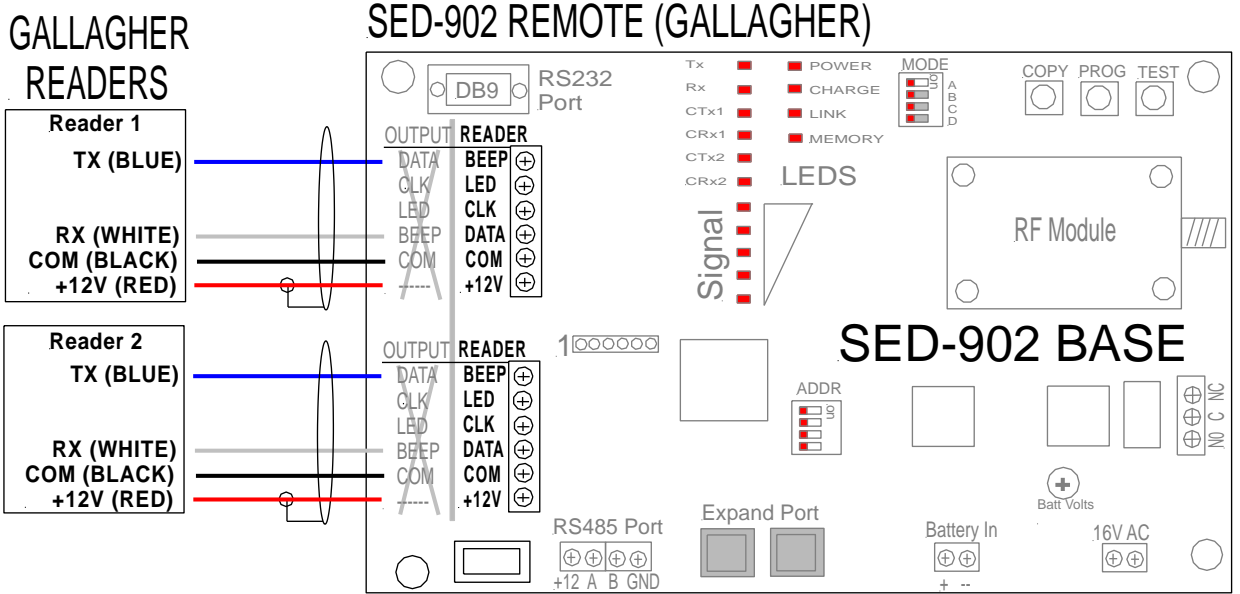 GALLAGHER
READERS
SED-902 REMOTE (GALLAGHER)
Reader 1
TX (BLUE)
RX (WHITE)
COM (BLACK)
+12V (RED)
Reader 2
TX (BLUE)
RX (WHITE)
COM (BLACK)
+12V (RED)
DB9
RS232
Port
OUTPUT READER
DATA BEEP
CLK LED
LED CLK
BEEP DATA
COM COM
------ +12V
OUTPUT READER
DATA BEEP
CLK LED
LED CLK
BEEP DATA
COM COM
------ +12V
Tx
Rx
CTx1
CRx1
CTx2
CRx2
POWER
CHARGE
LINK
MEMORY
LEDS
Signal
MODE
on
A
B
C
D
COPY PROG TEST
RF Module
SED-902 BASE
1
ADDR
on
NO C NC
Batt Volts
RS485 Port
+12 A B GND
Expand Port
Battery In
+ --
16V AC